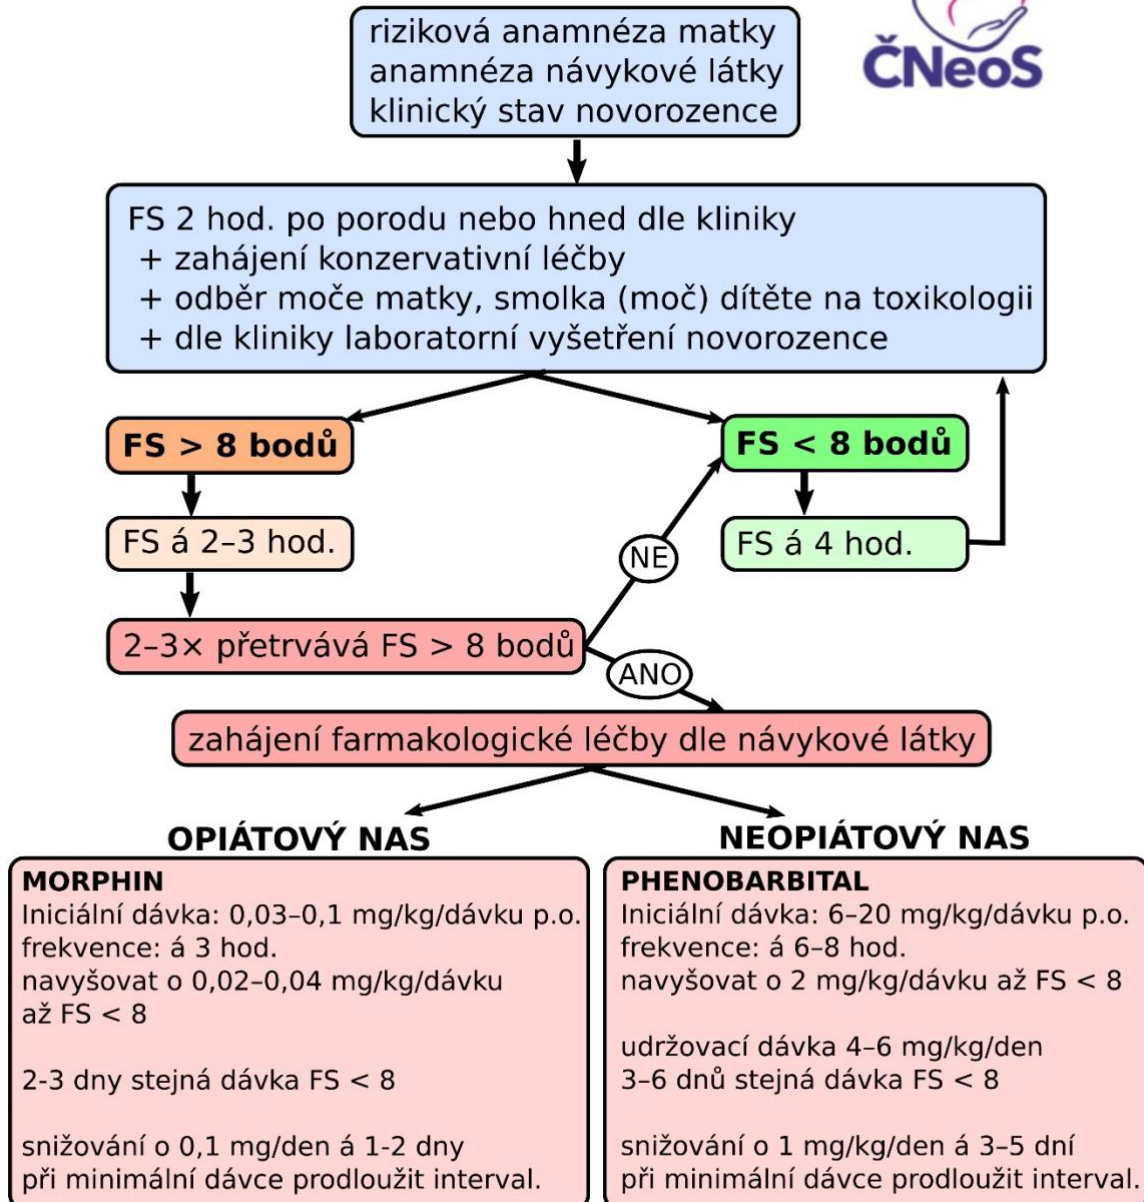 riziková anamnéza matky
anamnéza návykové látky
klinický stav novorozence
ČNeoS
FS 2 hod. po porodu nebo hned dle kliniky
+ zahájení konzervativní léčby
+ odběr moče matky, smolka (moč) dítěte na toxikologii
+ dle kliniky laboratorní vyšetření novorozence
FS > 8 bodů
FS < 8 bodů
FS á 2–3 hod.
FS á 4 hod.
NE
2–3× přetrvává FS > 8 bodů
ANO
zahájení farmakologické léčby dle návykové látky
OPIÁTOVÝ NAS
MORPHIN
Iniciální dávka: 0,03–0,1 mg/kg/dávku p.o.
frekvence: á 3 hod.
navyšovat o 0,02–0,04 mg/kg/dávku
až FS < 8
2-3 dny stejná dávka FS < 8
snižování o 0,1 mg/den á 1-2 dny
při minimální dávce prodloužit interval.
NEOPIÁTOVÝ NAS
PHENOBARBITAL
Iniciální dávka: 6–20 mg/kg/dávku p.o.
frekvence: á 6–8 hod.
navyšovat o 2 mg/kg/dávku až FS < 8
udržovací dávka 4–6 mg/kg/den
3–6 dnů stejná dávka FS < 8
snižování o 1 mg/kg/den á 3–5 dní
při minimální dávce prodloužit interval.